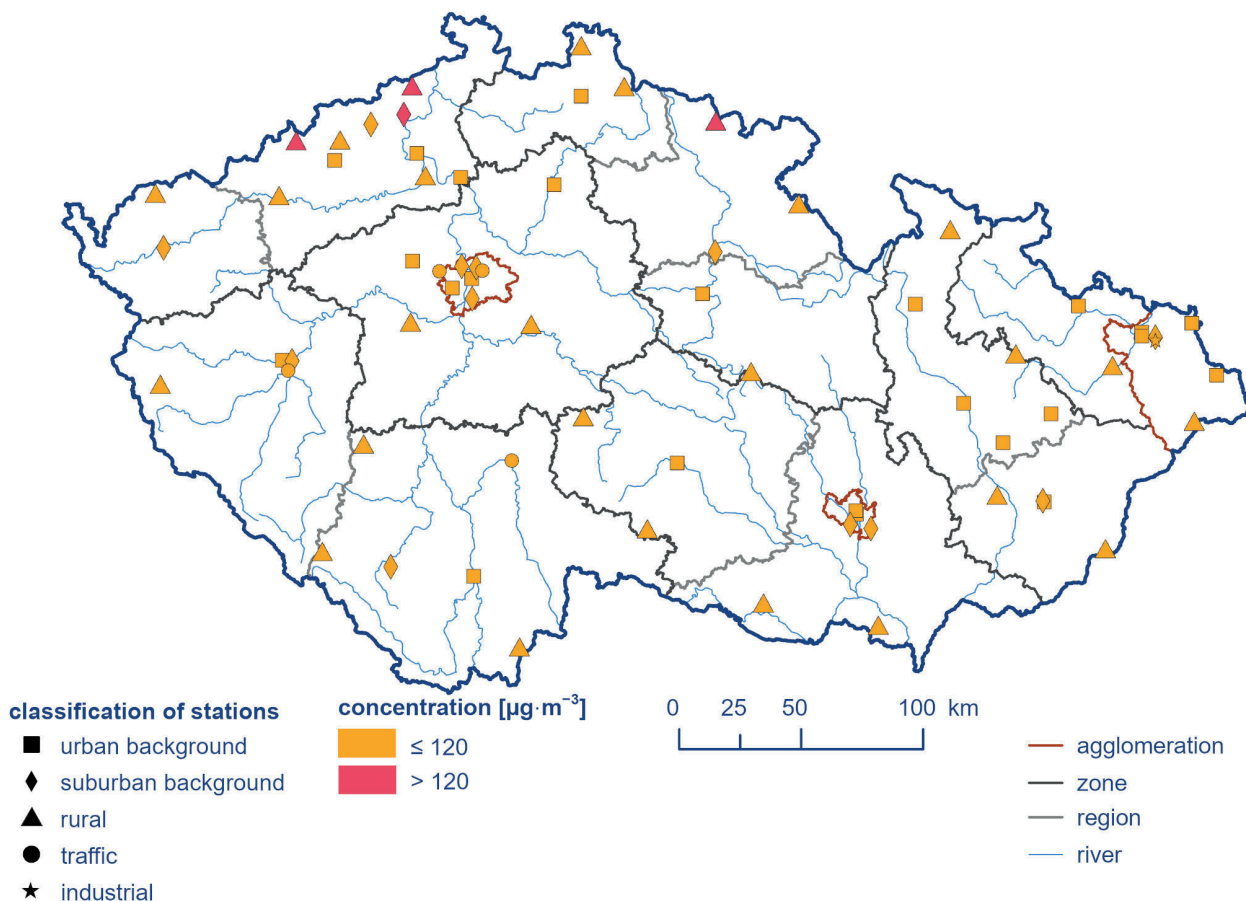 classification of stations
urban background
suburban background
rural
traffic
industrial
concentration [µg·m⁻³]
≤ 120
> 120
0 25 50 100 km
agglomeration
zone
region
river